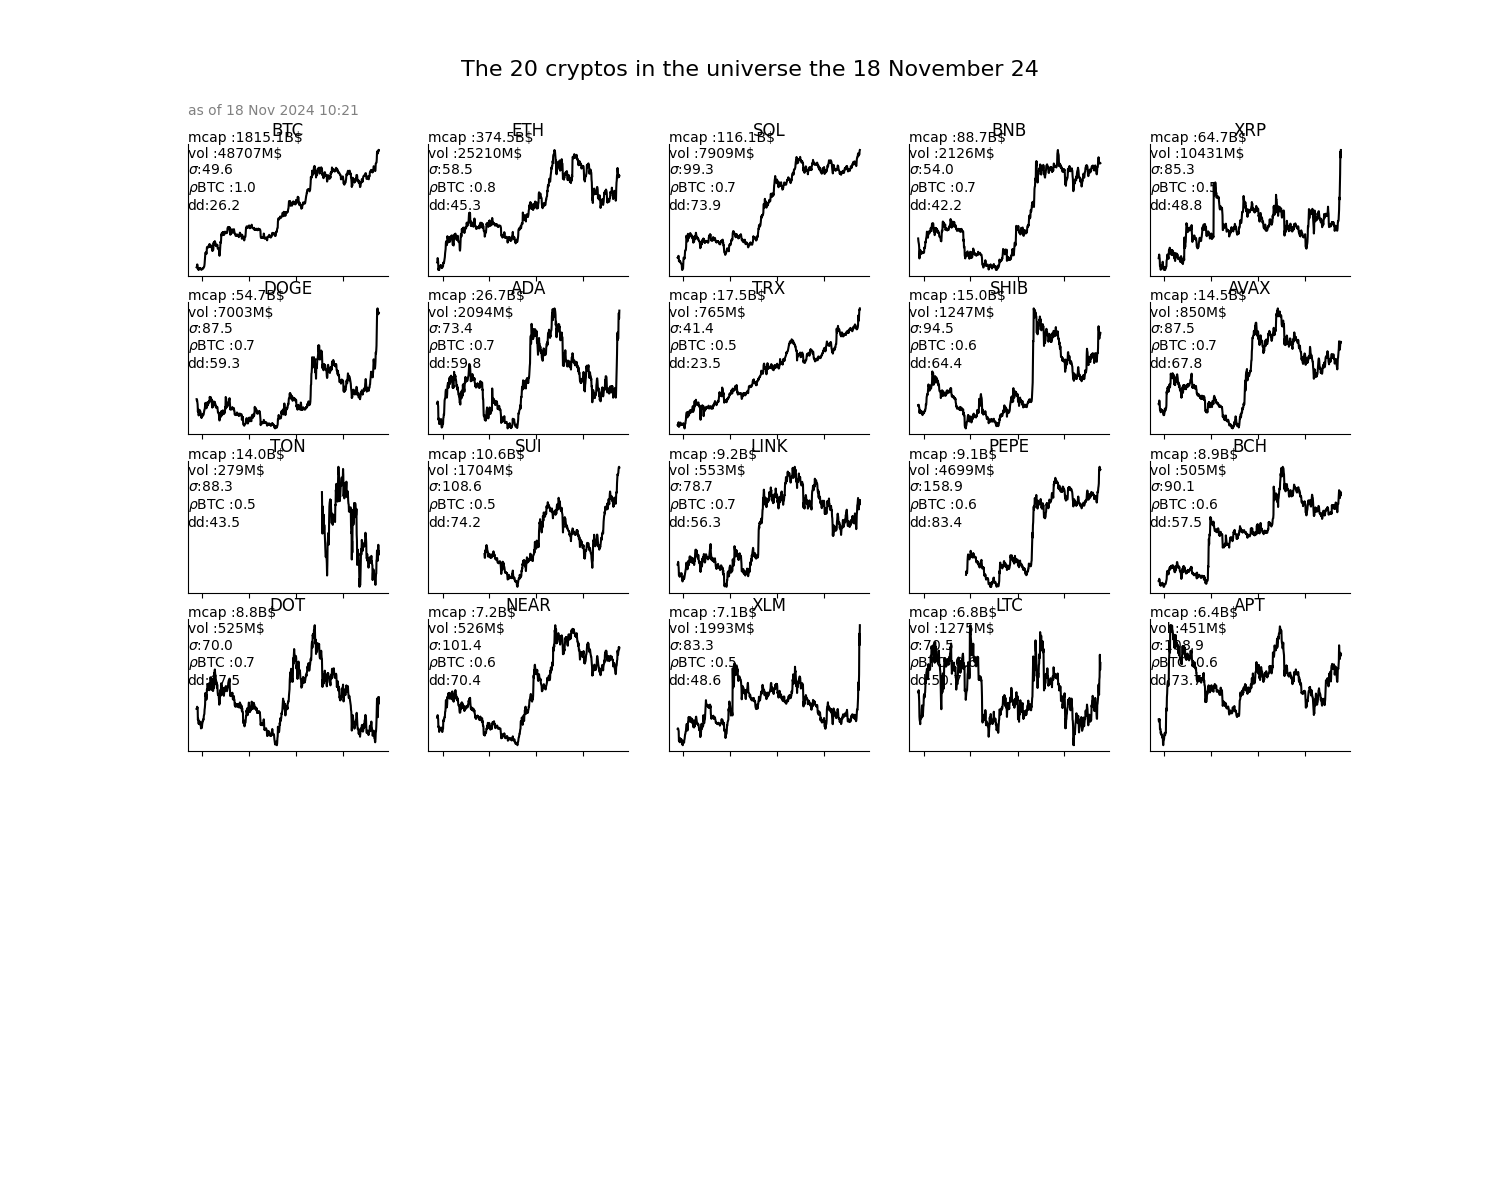 The 20 cryptos in the universe the 18 November 24
as of 18 Nov 2024 10:21
BTC
mcap :1815.1B$
vol :48707M$
σ:49.6
ρBTC :1.0
dd:26.2
ETH
mcap :374.5B$
vol :25210M$
σ:58.5
ρBTC :0.8
dd:45.3
SOL
mcap :116.1B$
vol :7909M$
σ:99.3
ρBTC :0.7
dd:73.9
BNB
mcap :88.7B$
vol :2126M$
σ:54.0
ρBTC :0.7
dd:42.2
XRP
mcap :64.7B$
vol :10431M$
σ:85.3
ρBTC :0.5
dd:48.8
DOGE
mcap :54.7B$
vol :7003M$
σ:87.5
ρBTC :0.7
dd:59.3
ADA
mcap :26.7B$
vol :2094M$
σ:73.4
ρBTC :0.7
dd:59.8
TRX
mcap :17.5B$
vol :765M$
σ:41.4
ρBTC :0.5
dd:23.5
SHIB
mcap :15.0B$
vol :1247M$
σ:94.5
ρBTC :0.6
dd:64.4
AVAX
mcap :14.5B$
vol :850M$
σ:87.5
ρBTC :0.7
dd:67.8
TON
mcap :14.0B$
vol :279M$
σ:88.3
ρBTC :0.5
dd:43.5
SUI
mcap :10.6B$
vol :1704M$
σ:108.6
ρBTC :0.5
dd:74.2
LINK
mcap :9.2B$
vol :553M$
σ:78.7
ρBTC :0.7
dd:56.3
PEPE
mcap :9.1B$
vol :4699M$
σ:158.9
ρBTC :0.6
dd:83.4
BCH
mcap :8.9B$
vol :505M$
σ:90.1
ρBTC :0.6
dd:57.5
DOT
mcap :8.8B$
vol :525M$
σ:70.0
ρBTC :0.7
NEAR
mcap :7.2B$
vol :526M$
σ:101.4
ρBTC :0.6
dd:70.4
XLM
mcap :7.1B$
vol :1993M$
σ:83.3
ρBTC :0.5
dd:48.6
LTC
mcap :6.8B$
vol :1275M$
ρBTC
APT
mcap :6.4B$
vol :451M$
σ:108.9
ρBTC :0.6